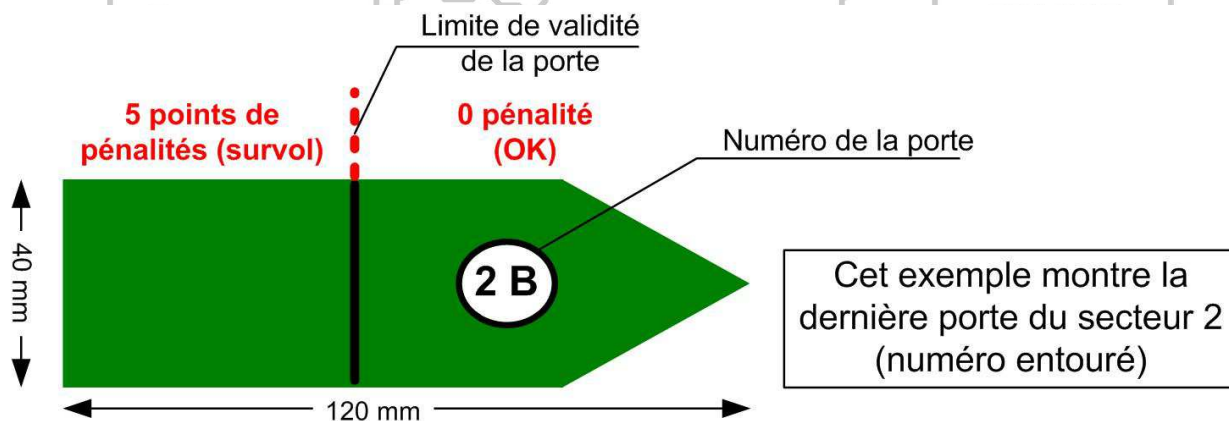 Limite de validité
de la porte
5 points de
pénalités (survol)
0 pénalité
(OK)
Numéro de la porte
2 B
40 mm
Cet exemple montre la
dernière porte du secteur 2
(numéro entouré)
120 mm